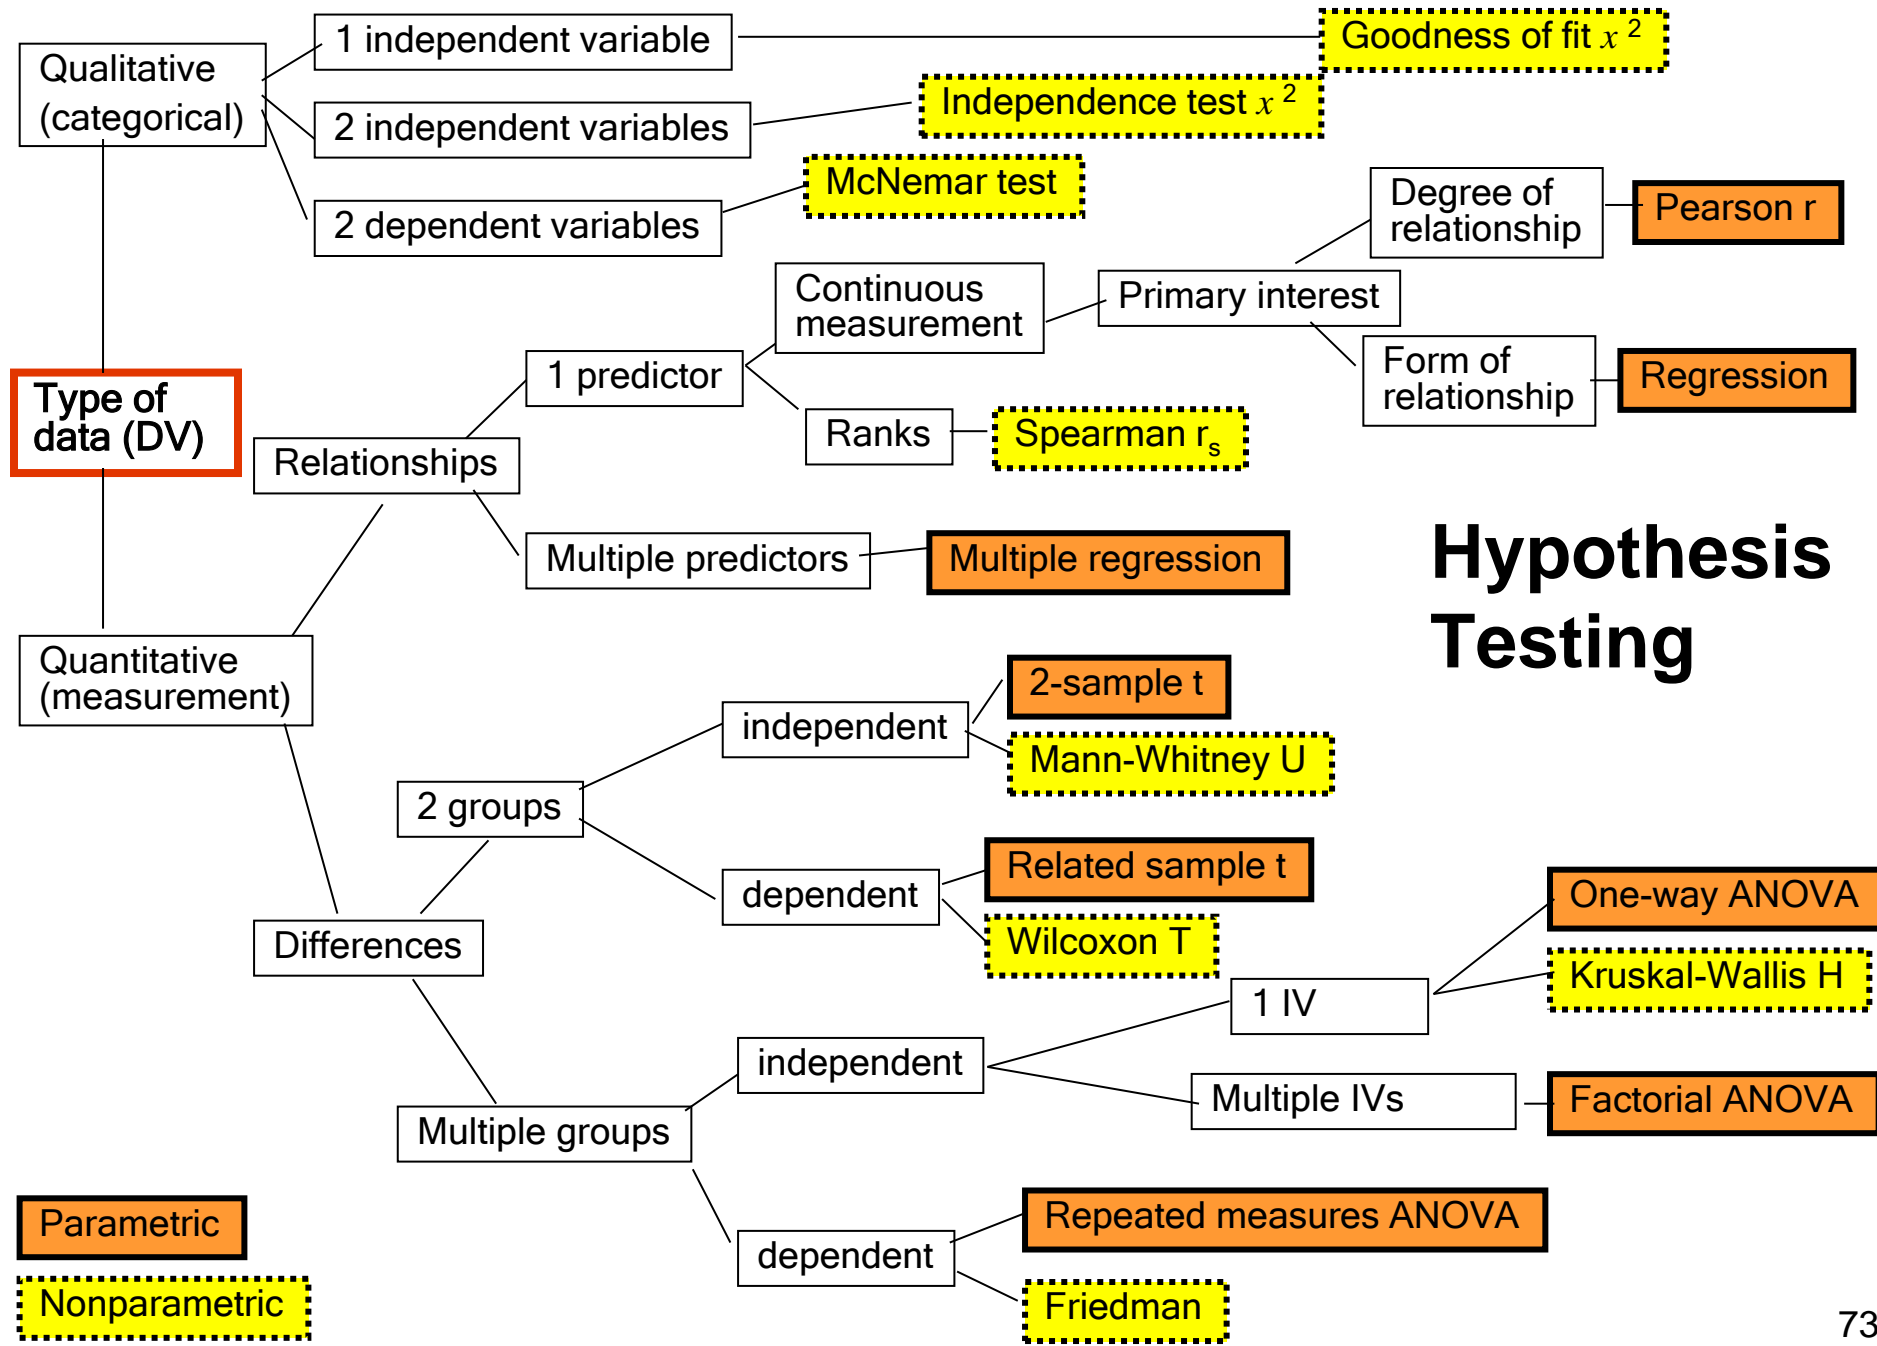 Qualitative
(categorical)
1 independent variable
Goodness of fit x ²
2 independent variables
Independence test x ²
2 dependent variables
McNemar test
Type of
data (DV)
Quantitative
(measurement)
Relationships
1 predictor
Continuous
measurement
Primary interest
Degree of
relationship
Pearson r
Form of
relationship
Regression
Ranks
Spearman rs
Multiple predictors
Multiple regression
Hypothesis
Testing
Differences
2 groups
independent
2-sample t
Mann-Whitney U
dependent
Related sample t
Wilcoxon T
Multiple groups
independent
1 IV
One-way ANOVA
Kruskal-Wallis H
Multiple IVs
Factorial ANOVA
dependent
Repeated measures ANOVA
Friedman
Parametric
Nonparametric
73